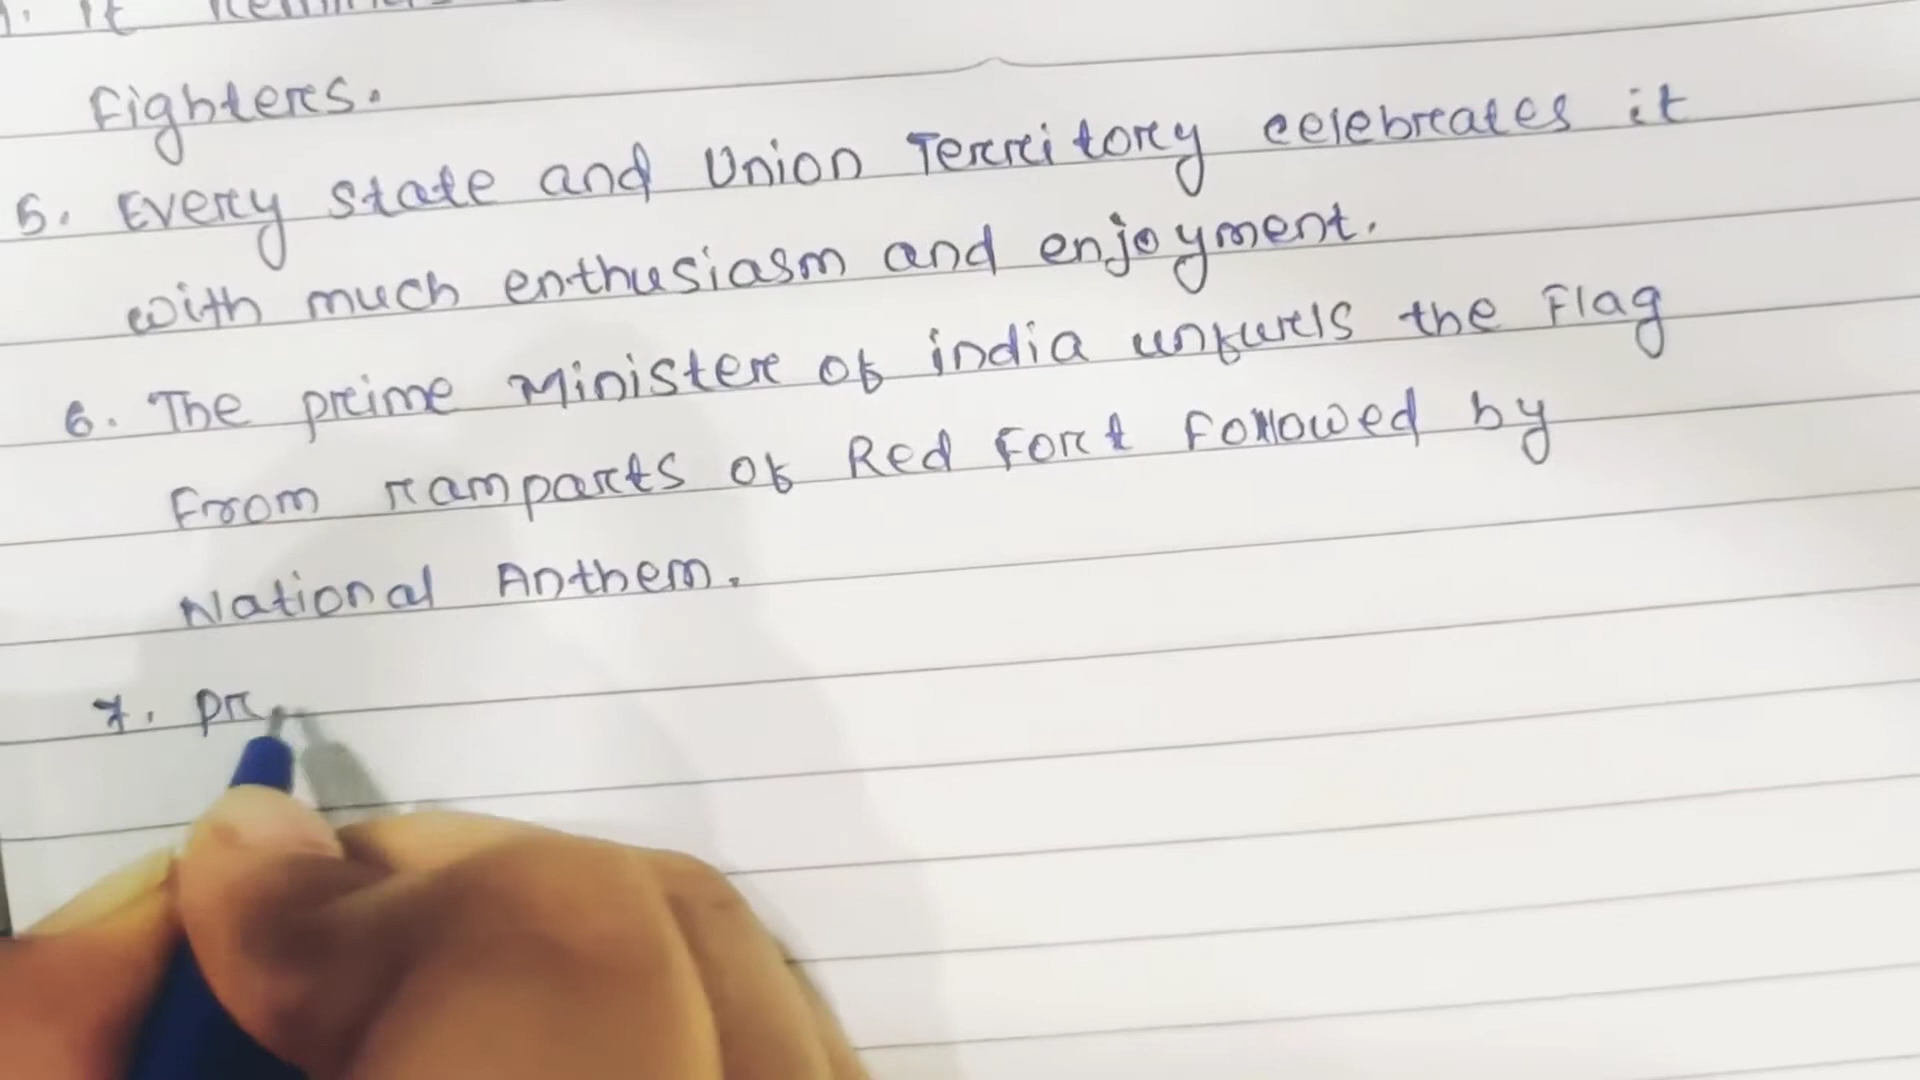 it
Fighters.
5. Every state and Union Territory celebrates it
with much enthusiasm and enjoyment.
6. The prime Minister of india unfurls the Flag
From ramparts of Red Fort Followed by
National Anthem.
7. pr